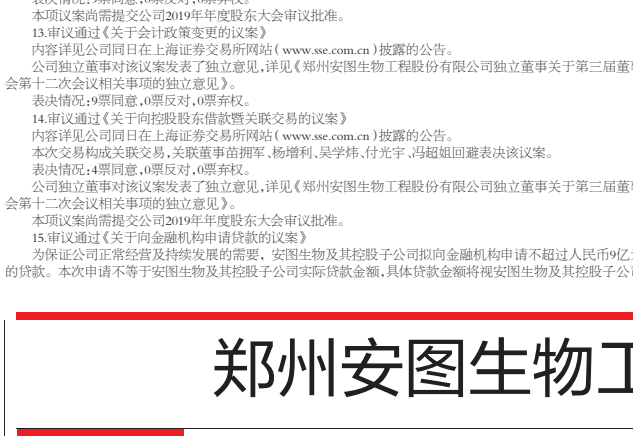 表决情况:9票同意,0票反对,0票弃权。
本项议案尚需提交公司2019年年度股东大会审议批准。
13.审议通过《关于会计政策变更的议案》
内容详见公司同日在上海证券交易所网站(www.sse.com.cn)披露的公告。
公司独立董事对该议案发表了独立意见,详见《郑州安图生物工程股份有限公司独立董事关于第三届董事
会第十二次会议相关事项的独立意见》。
表决情况:9票同意,0票反对,0票弃权。
14.审议通过《关于向控股股东借款暨关联交易的议案》
内容详见公司同日在上海证券交易所网站(www.sse.com.cn)披露的公告。
本次交易构成关联交易,关联董事苗拥军、杨增利、吴学炜、付光宇、冯超姐回避表决该议案。
表决情况:4票同意,0票反对,0票弃权。
公司独立董事对该议案发表了独立意见,详见《郑州安图生物工程股份有限公司独立董事关于第三届董事
会第十二次会议相关事项的独立意见》。
本项议案尚需提交公司2019年年度股东大会审议批准。
15.审议通过《关于向金融机构申请贷款的议案》
为保证公司正常经营及持续发展的需要, 安图生物及其控股子公司拟向金融机构申请不超过人民币9亿
的贷款。本次申请不等于安图生物及其控股子公司实际贷款金额,具体贷款金额将视安图生物及其控股子公
郑州安图生物工